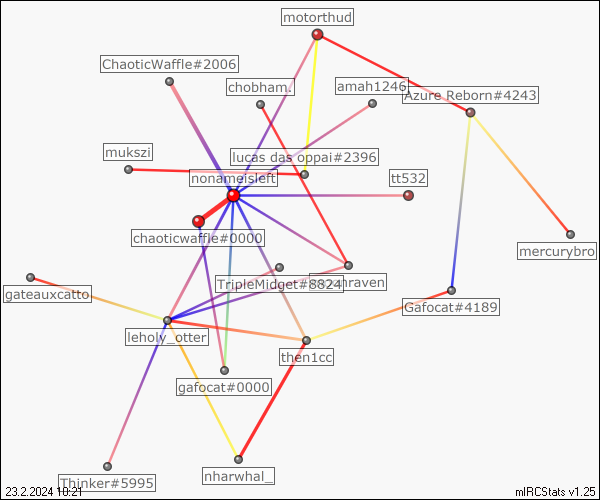 motorthud
ChaoticWaffle#2006
chobham.
amah1246
Azure Reborn#4243
mukszi
lucas das oppai#2396
nonameisleft
tt532
chaoticwaffle#0000
mercurybro
TripleMidget#8824
raven
gateauxcatto
Gafocat#4189
leholy_otter
then1cc
gafocat#0000
nharwhal_
Thinker#5995
23.2.2024 10:21
mIRCStats v1.25